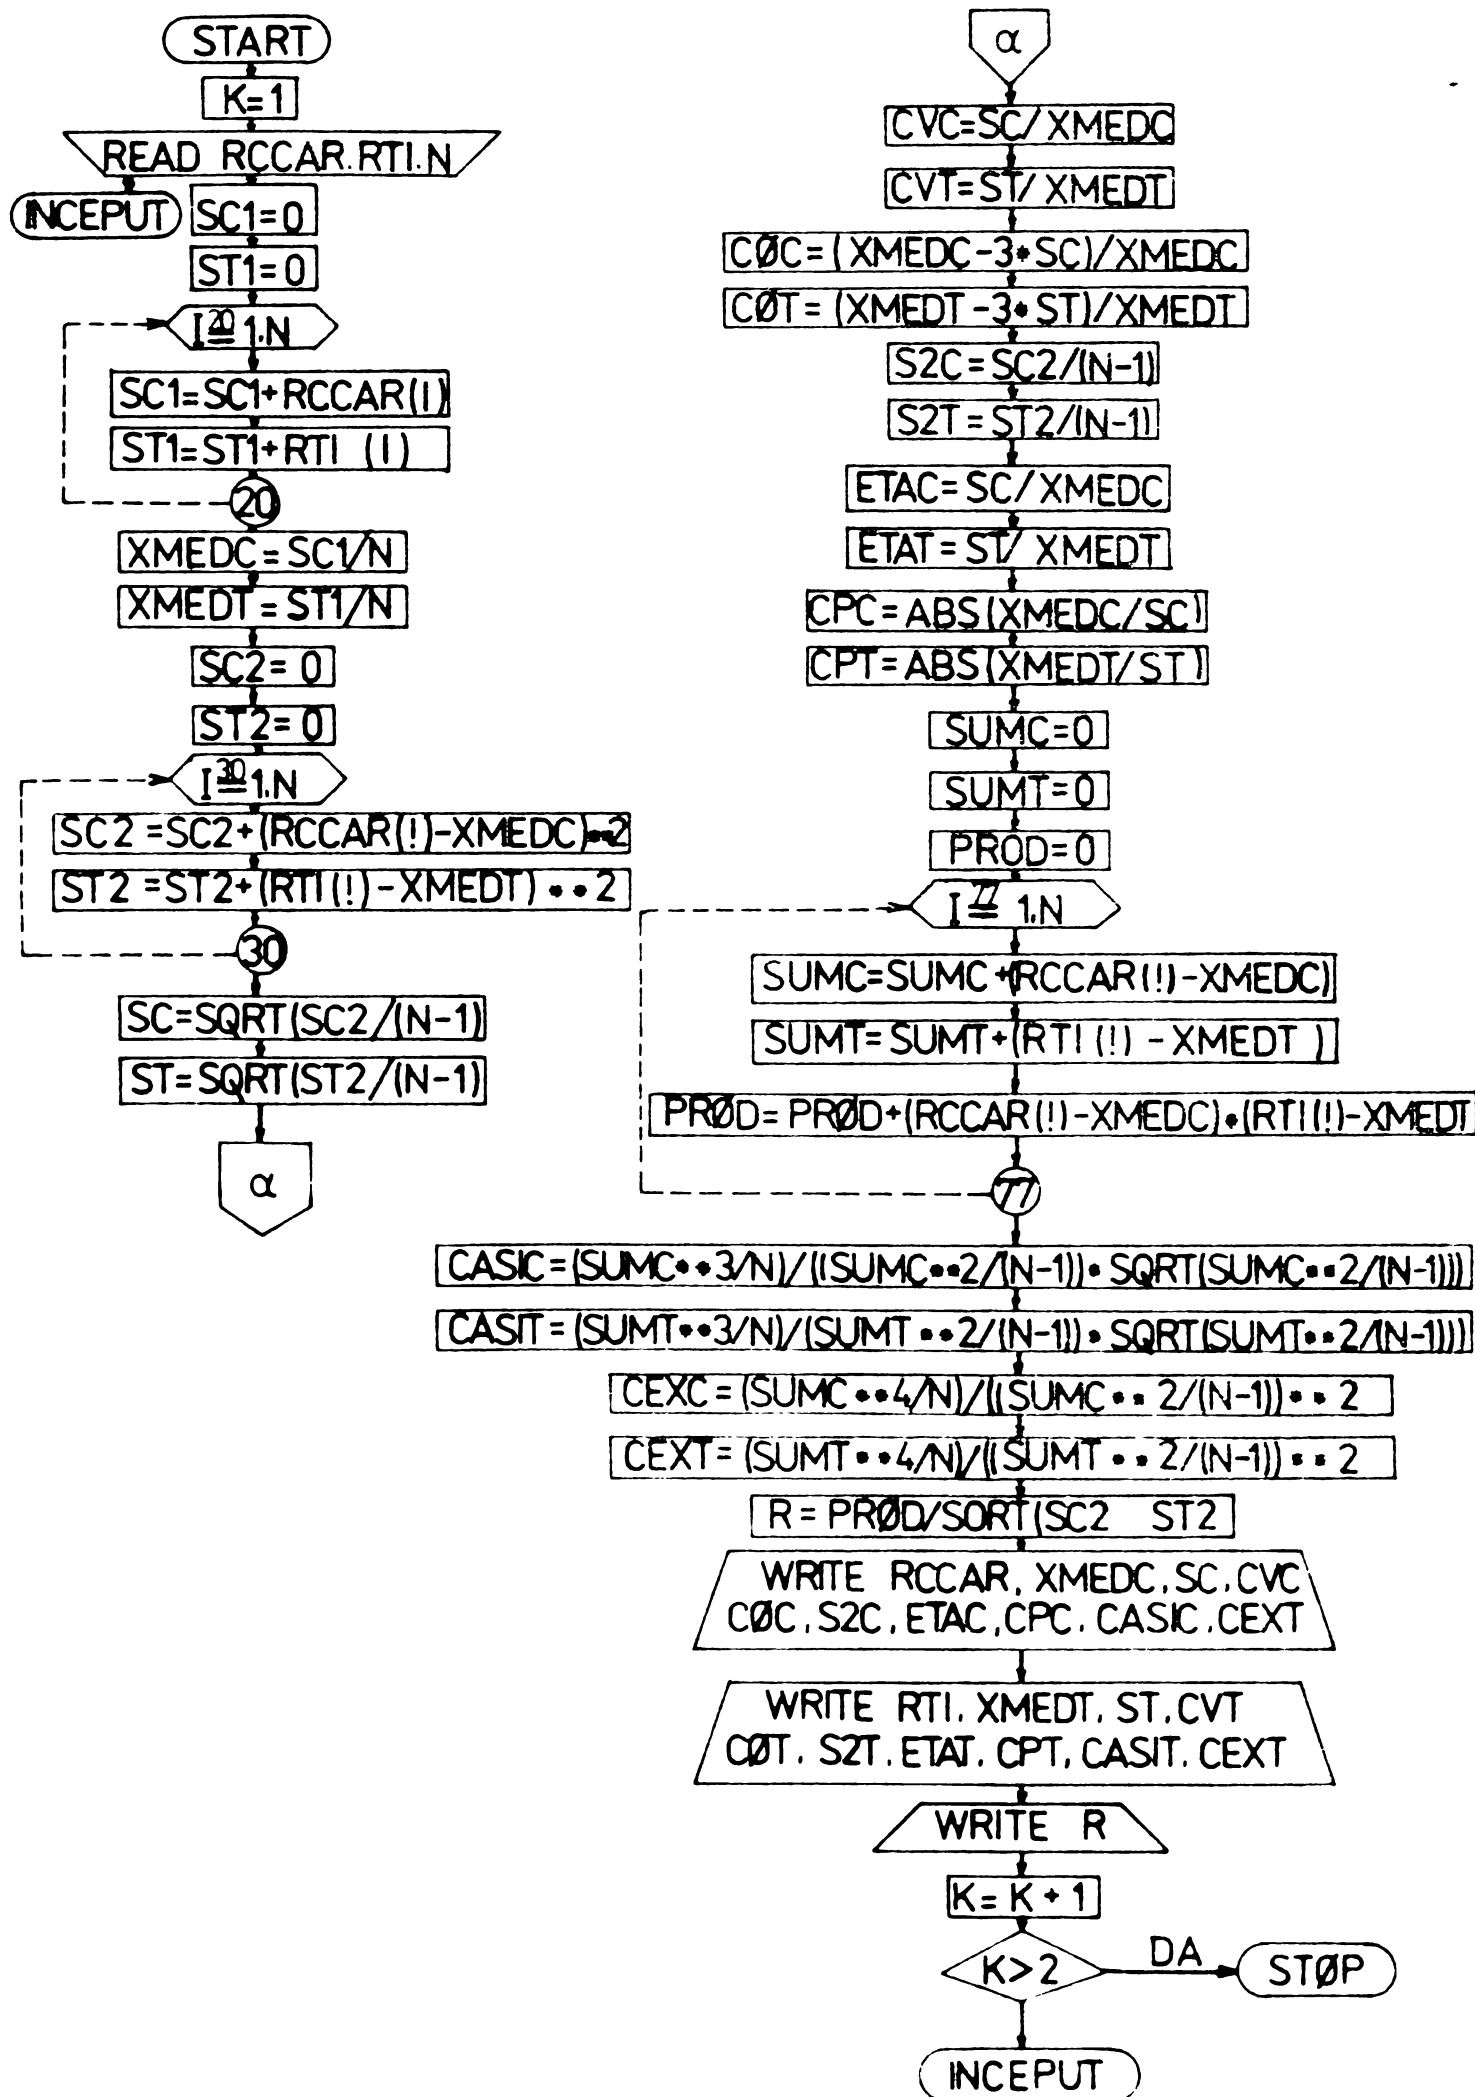 START
K=1
READ RCCAR.RTI.N
INCEPUT
SC1=0
ST1=0
I 20= 1.N
SC1=SC1+RCCAR(I)
ST1=ST1+RTI (I)
20
XMEDC=SC1/N
XMEDT=ST1/N
SC2=0
ST2=0
I 30= 1.N
SC2=SC2+(RCCAR(!)-XMEDC)**2
ST2=ST2+(RTI(!)-XMEDT)**2
30
SC=SQRT(SC2/(N-1)
ST=SQRT(ST2/(N-1)
α
α
CVC=SC/XMEDC
CVT=ST/XMEDT
CØC=(XMEDC-3*SC)/XMEDC
CØT=(XMEDT-3*ST)/XMEDT
S2C=SC2/(N-1)
S2T=ST2/(N-1)
ETAC=SC/XMEDC
ETAT=ST/XMEDT
CPC=ABS(XMEDC/SC)
CPT=ABS(XMEDT/ST)
SUMC=0
SUMT=0
PROD=0
I 77= 1.N
SUMC=SUMC+(RCCAR(!)-XMEDC)
SUMT=SUMT+(RTI(!)-XMEDT)
PRØD=PRØD+(RCCAR(!)-XMEDC)*(RTI(!)-XMEDT
77
CASIC=(SUMC**3/N)/((SUMC**2/(N-1))*SQRT(SUMC**2/(N-1)))
CASIT=(SUMT**3/N)/(SUMT**2/(N-1))*SQRT(SUMT**2/(N-1)))
CEXC=(SUMC**4/N)/((SUMC**2/(N-1))**2
CEXT=(SUMT**4/N)/((SUMT**2/(N-1))**2
R=PRØD/SORT(SC2 ST2
WRITE RCCAR, XMEDC.SC.CVC
CØC.S2C.ETAC,CPC.CASIC.CEXT
WRITE RTI.XMEDT.ST.CVT
CØT.S2T.ETAT.CPT,CASIT.CEXT
WRITE R
K=K+1
K>2
DA
STØP
INCEPUT